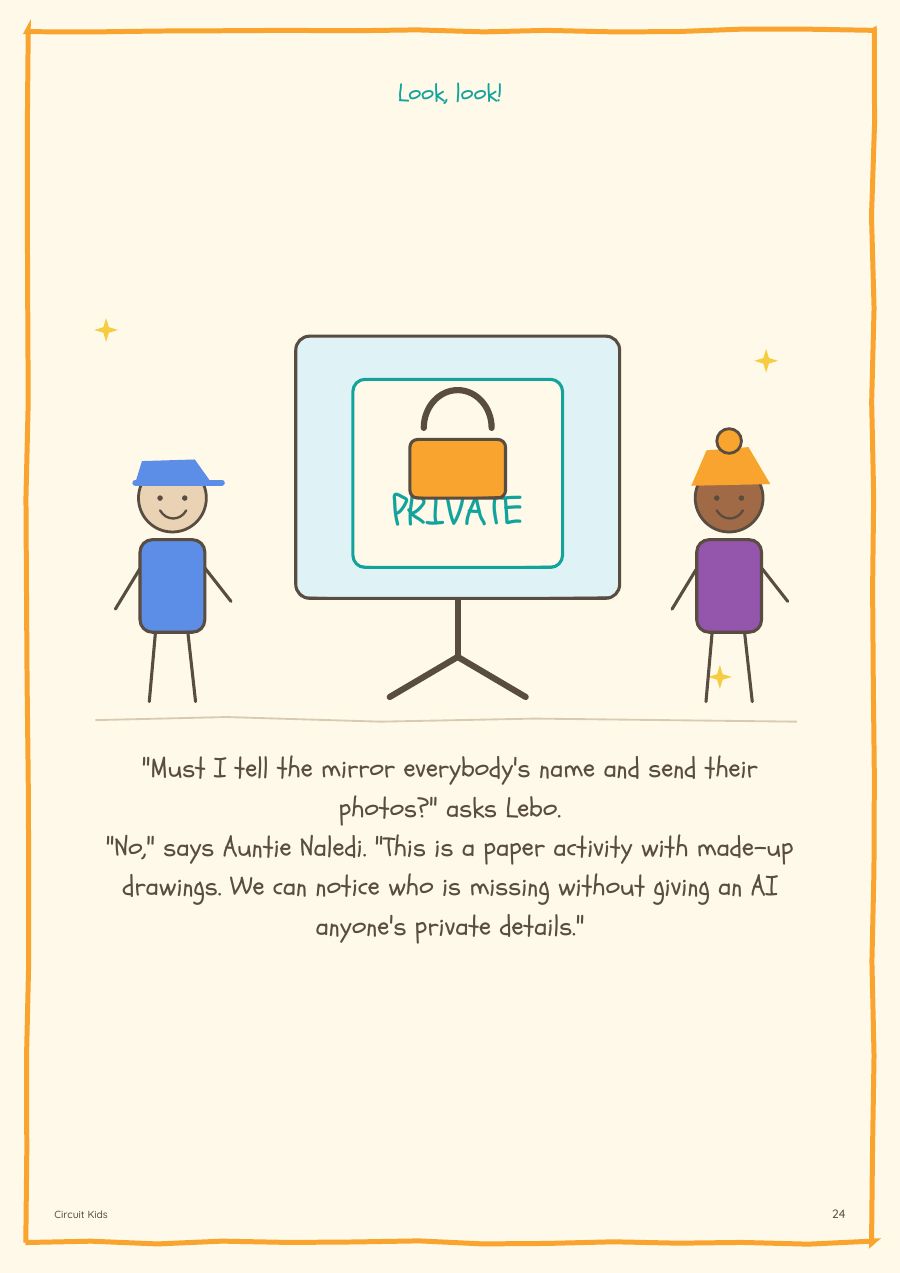 Look, look!
PRIVATE
"Must I tell the mirror everybody's name and send their
photos?" asks Lebo.
"No," says Auntie Naledi. "This is a paper activity with made-up
drawings. We can notice who is missing without giving an AI
anyone's private details."
Circuit Kids
24